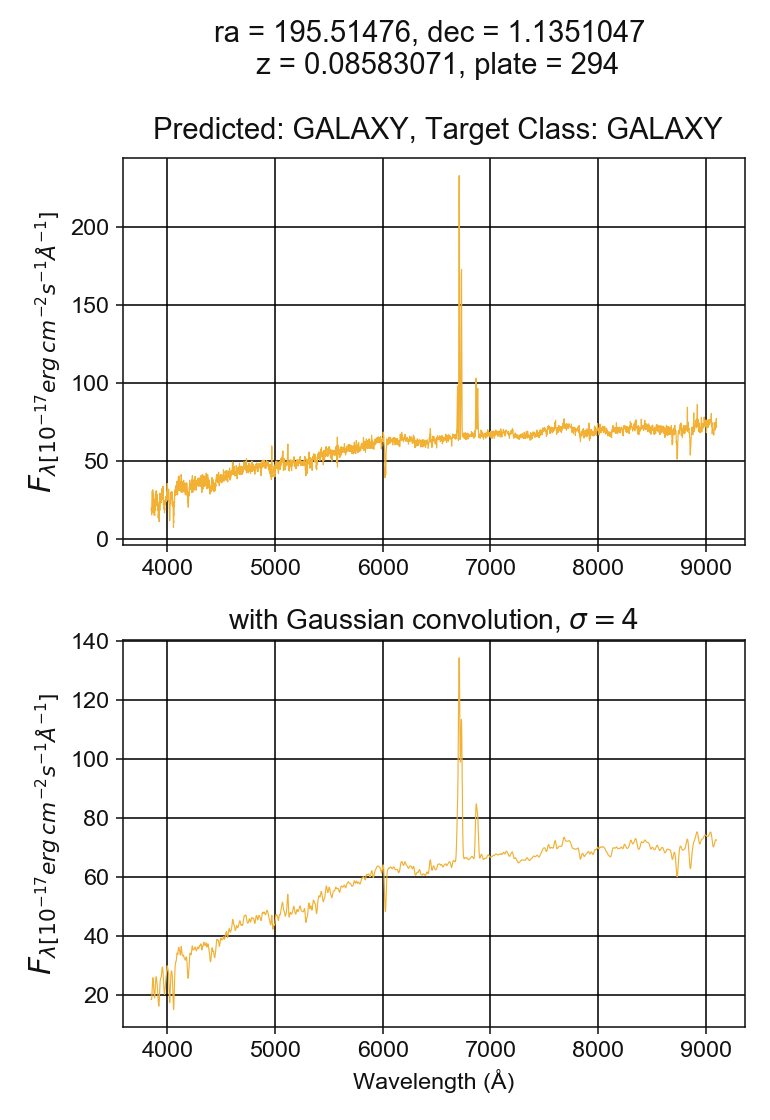 ra = 195.51476, dec = 1.1351047
z = 0.08583071, plate = 294
Predicted: GALAXY, Target Class: GALAXY
F_λ[10^{-17} erg cm^{-2} s^{-1} Å^{-1}]
200
150
100
50
0
4000 5000 6000 7000 8000 9000
with Gaussian convolution, σ = 4
F_λ[10^{-17} erg cm^{-2} s^{-1} Å^{-1}]
140
120
100
80
60
40
20
4000 5000 6000 7000 8000 9000
Wavelength (Å)